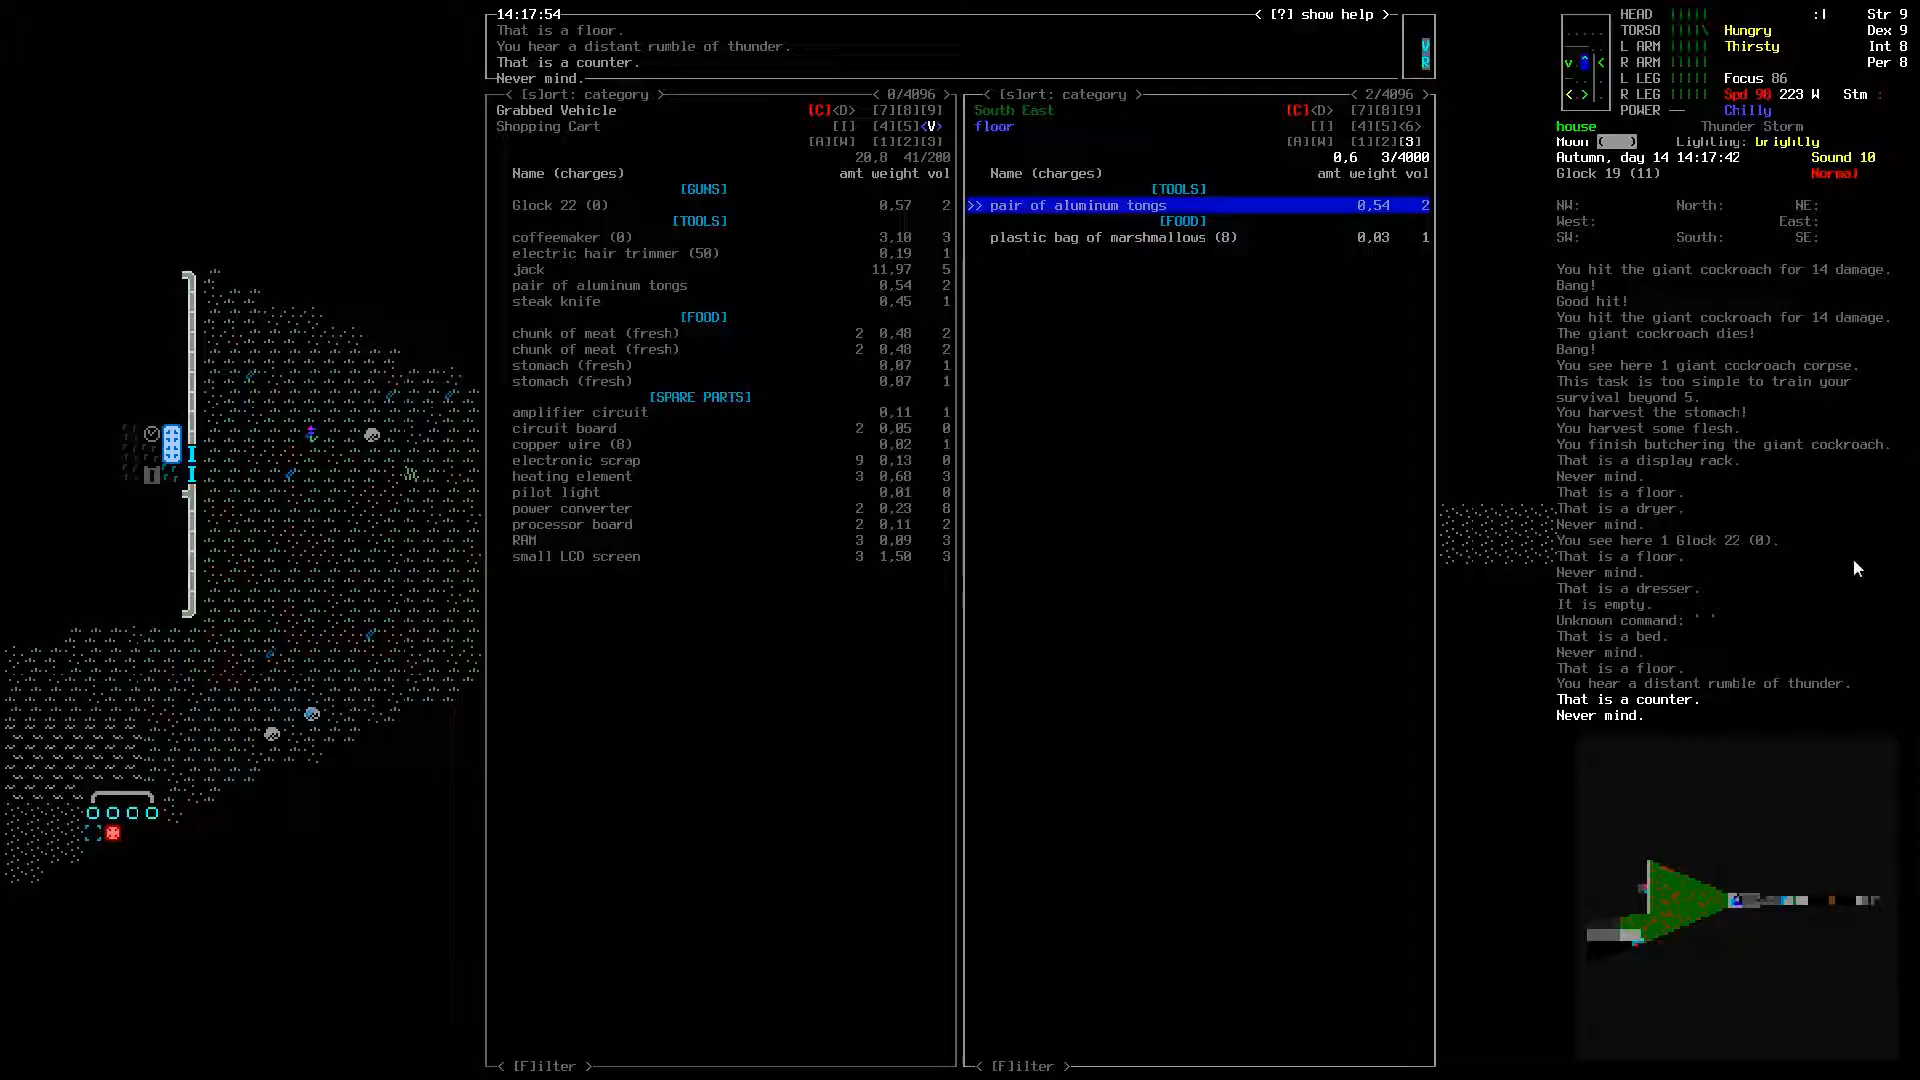 14:17:54 < [?] show help >
That is a floor.
You hear a distant rumble of thunder.
That is a counter.
Never mind.
V
R
< [s]ort: category > < 0/4096 >
Grabbed Vehicle [C]<D> [7][8][9]
Shopping Cart [I] [4][5]<V>
[A][W] [1][2][3]
20,8 41/200
Name (charges) amt weight vol
[GUNS]
Glock 22 (0) 0,57 2
[TOOLS]
coffeemaker (0) 3,10 3
electric hair trimmer (50) 0,19 1
jack 11,97 5
pair of aluminum tongs 0,54 2
steak knife 0,45 1
[FOOD]
chunk of meat (fresh) 2 0,48 2
chunk of meat (fresh) 2 0,48 2
stomach (fresh) 0,07 1
stomach (fresh) 0,07 1
[SPARE PARTS]
amplifier circuit 0,11 1
circuit board 2 0,05 0
copper wire (8) 0,02 1
electronic scrap 9 0,13 0
heating element 3 0,68 3
pilot light 0,01 0
power converter 2 0,23 8
processor board 2 0,11 2
RAM 3 0,09 3
small LCD screen 3 1,50 3
< [F]ilter >
< [s]ort: category > < 2/4096 >
South East [C]<D> [7][8][9]
floor [I] [4][5]<6>
[A][W] [1][2][3]
0,6 3/4000
Name (charges) amt weight vol
[TOOLS]
>> pair of aluminum tongs 0,54 2
[FOOD]
plastic bag of marshmallows (8) 0,03 1
< [F]ilter >
HEAD ||||| :| Str 9
TORSO ||||\ Hungry Dex 9
L ARM ||||| Thirsty Int 8
R ARM ||||| Per 8
L LEG ||||| Focus 86
R LEG ||||| Spd 98 223 W Stm :
POWER — Chilly
house Thunder Storm
Moon ( ) Lighting: brightly
Autumn, day 14 14:17:42 Sound 10
Glock 19 (11) Normal
NW: North: NE:
West: East:
SW: South: SE:
You hit the giant cockroach for 14 damage.
Bang!
Good hit!
You hit the giant cockroach for 14 damage.
The giant cockroach dies!
Bang!
You see here 1 giant cockroach corpse.
This task is too simple to train your
survival beyond 5.
You harvest the stomach!
You harvest some flesh.
You finish butchering the giant cockroach.
That is a display rack.
Never mind.
That is a floor.
That is a dryer.
Never mind.
You see here 1 Glock 22 (0).
That is a floor.
Never mind.
That is a dresser.
It is empty.
Unknown command: ' '
That is a bed.
Never mind.
That is a floor.
You hear a distant rumble of thunder.
That is a counter.
Never mind.